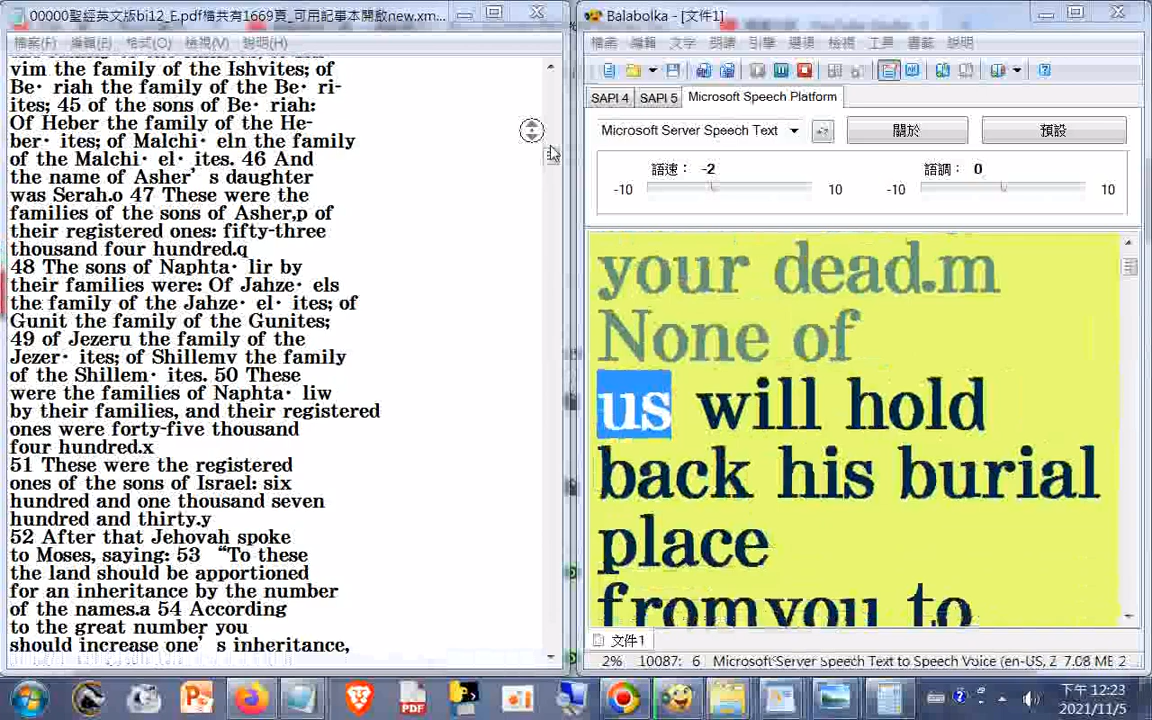 00000聖經英文版bi12_E.pdf檔共有1669頁_可用記事本開啟new.xm...
檔案(F) 編輯(E) 格式(O) 檢視(V) 說明(H)
vim the family of the Ishvites; of
Be· riah the family of the Be· ri-
ites; 45 of the sons of Be· riah:
Of Heber the family of the He-
ber· ites; of Malchi· eln the family
of the Malchi· el· ites. 46 And
the name of Asher’s daughter
was Serah.o 47 These were the
families of the sons of Asher,p of
their registered ones: fifty-three
thousand four hundred.q
48 The sons of Naphta· lir by
their families were: Of Jahze· els
the family of the Jahze· el· ites; of
Gunit the family of the Gunites;
49 of Jezeru the family of the
Jezer· ites; of Shillemv the family
of the Shillem· ites. 50 These
were the families of Naphta· liw
by their families, and their registered
ones were forty-five thousand
four hundred.x
51 These were the registered
ones of the sons of Israel: six
hundred and one thousand seven
hundred and thirty.y
52 After that Jehovah spoke
to Moses, saying: 53 “To these
the land should be apportioned
for an inheritance by the number
of the names.a 54 According
to the great number you
should increase one’s inheritance,
Balabolka - [文件1]
檔案 編輯 文字 朗讀 引擎 選項 檢視 工具 書籤 說明
SAPI 4 SAPI 5 Microsoft Speech Platform
Microsoft Server Speech Text 關於 預設
語速: -2 語調: 0
-10 10 -10 10
your dead.m
None of
us will hold
back his burial
place
fromyou to
文件1
2% 10087: 6 Microsoft Server Speech Text to Speech Voice (en-US, Z 7.08 MB 2
PDF
下午 12:23
2021/11/5